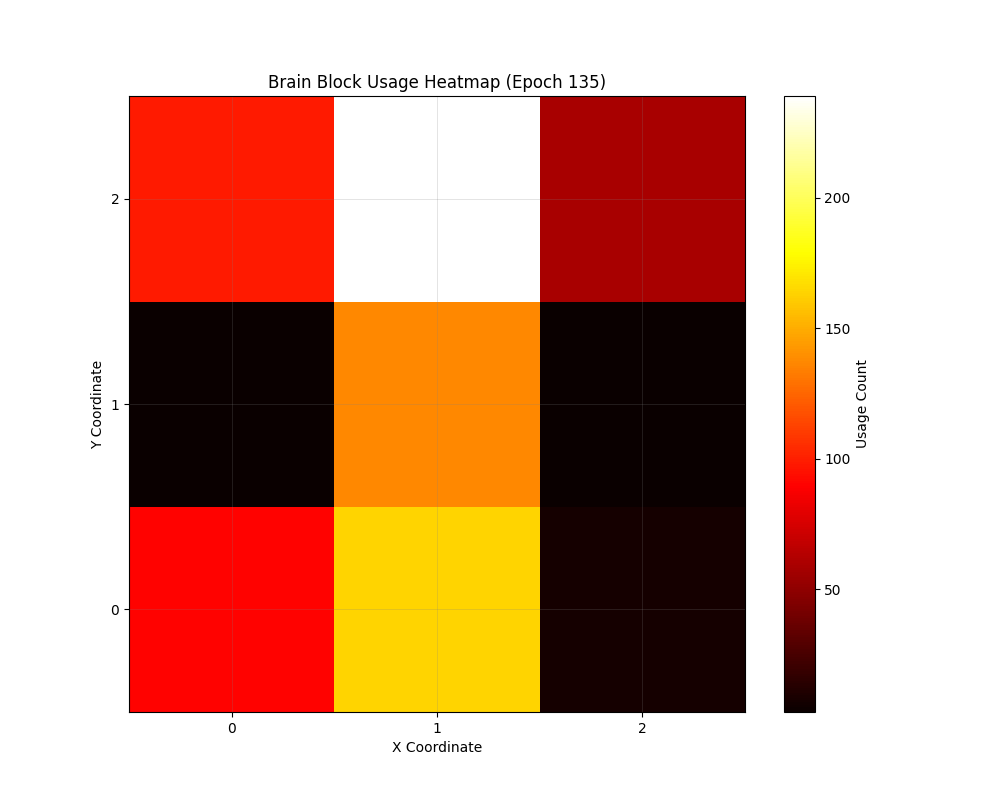 Brain Block Usage Heatmap (Epoch 135)
2
1
0
Y Coordinate
0 1 2
X Coordinate
200
150
100
50
Usage Count